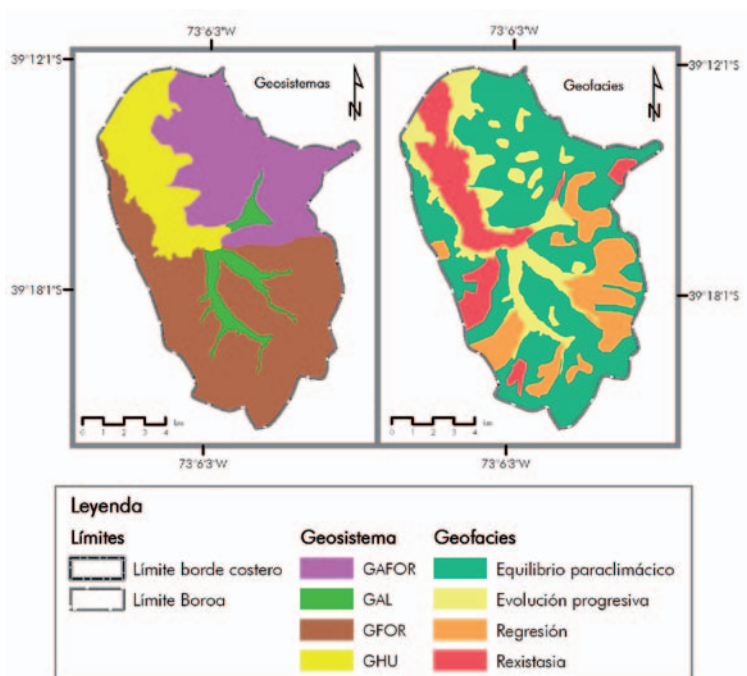 73°6'3"W 73°6'3"W
39°12'1"S 39°12'1"S
Geosistemas Geofacies
N N
39°18'1"S 39°18'1"S
0 1 2 3 4 Km 0 1 2 3 4
73°6'3"W 73°6'3"W
Leyenda
Límites Geosistema Geofacies
Límite borde costero GAFOR Equilibrio paraclimácico
Límite Boroa GAL Evolución progresiva
GFOR Regresión
GHU Rexistasia